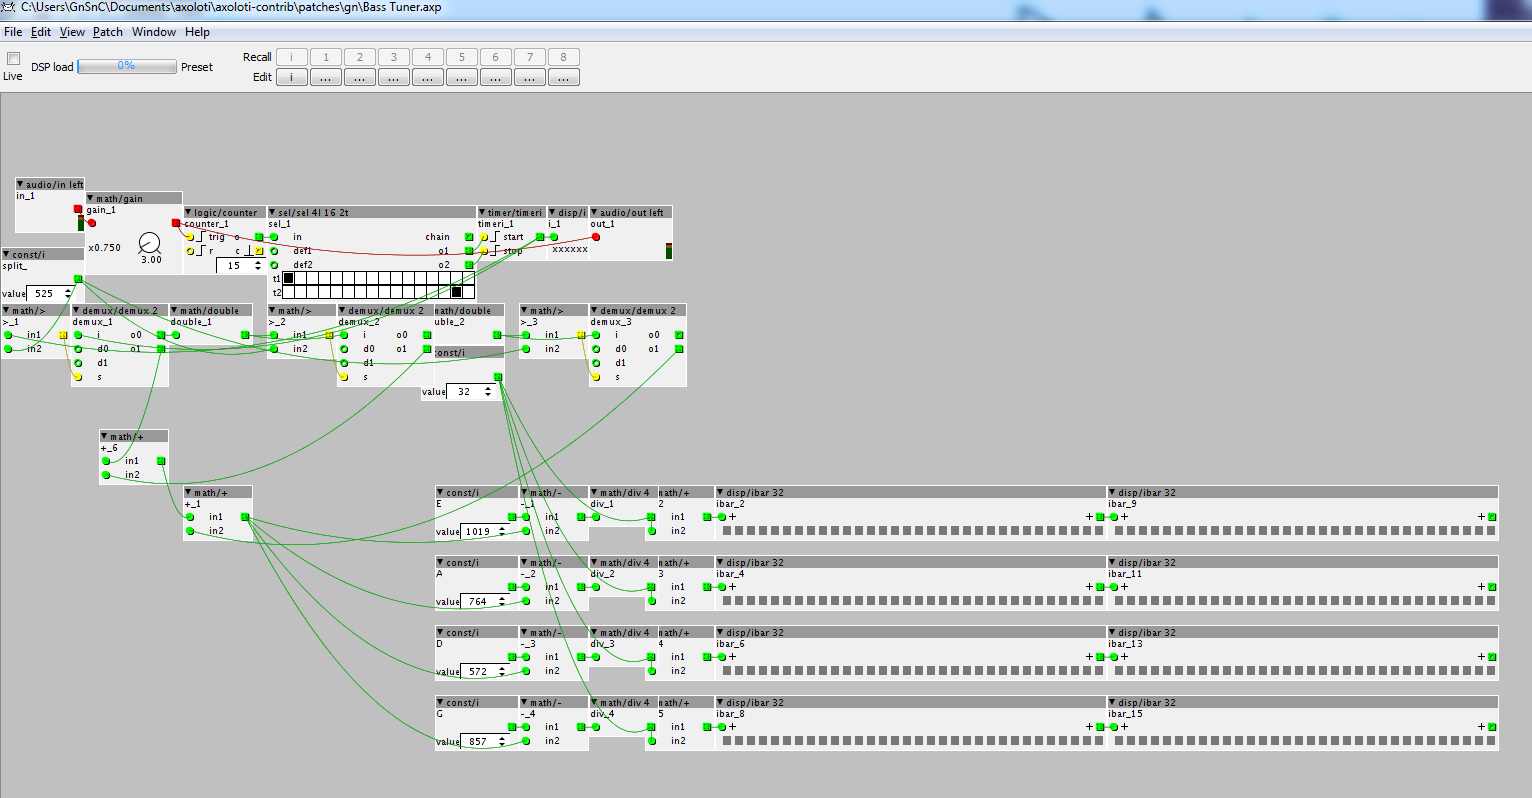 C:\Users\GnSnC\Documents\axoloti\axoloti-contrib\patches\gn\Bass Tuner.axp
File Edit View Patch Window Help
Live
DSP load 0% Preset
Recall i 1 2 3 4 5 6 7 8
Edit i ... ... ... ... ... ... ... ...
audio/in left
in_1
math/gain
gain_1
x0.750
3.00
logic/counter
counter_1
trig o
r c
15
sel/sel 4l 16 2t
sel_1
in chain
def1 o1
def2 o2
t1
t2
timer/timeri
timeri_1
start
stop
disp/i
i_1
xxxxxx
audio/out left
out_1
const/i
split_
value 525
math/>
>_1
in1
in2
demux/demux 2
demux_1
i o0
d0 o1
d1
s
math/double
double_1
math/>
>_2
in1
in2
demux/demux 2
demux_2
i o0
d0 o1
d1
s
math/double
uble_2
const/i
value 32
math/>
>_3
in1
in2
demux/demux 2
demux_3
i o0
d0 o1
d1
s
math/+
+_6
in1
in2
math/+
+_1
in1
in2
const/i math/- math/div 4 math/+ disp/ibar 32 disp/ibar 32
E -_1 div_1 2 ibar_2 ibar_9
in1 in1 + + + +
value 1019 in2 in2
const/i math/- math/div 4 math/+ disp/ibar 32 disp/ibar 32
A -_2 div_2 3 ibar_4 ibar_11
in1 in1 + + + +
value 764 in2 in2
const/i math/- math/div 4 math/+ disp/ibar 32 disp/ibar 32
D -_3 div_3 4 ibar_6 ibar_13
in1 in1 + + + +
value 572 in2 in2
const/i math/- math/div 4 math/+ disp/ibar 32 disp/ibar 32
G -_4 div_4 5 ibar_8 ibar_15
in1 in1 + + + +
value 857 in2 in2